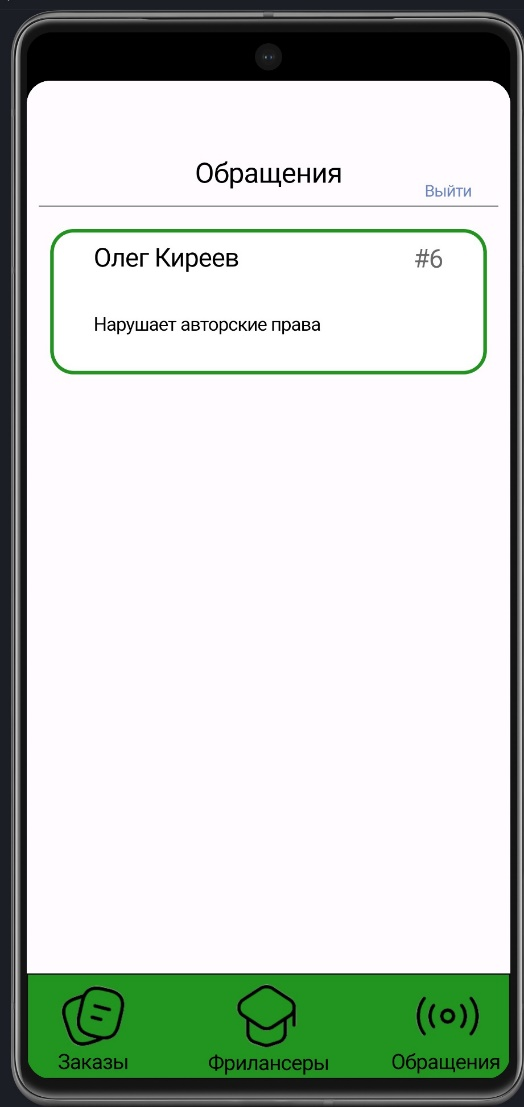 Обращения
Выйти
Олег Киреев #6
Нарушает авторские права
Заказы Фрилансеры Обращения